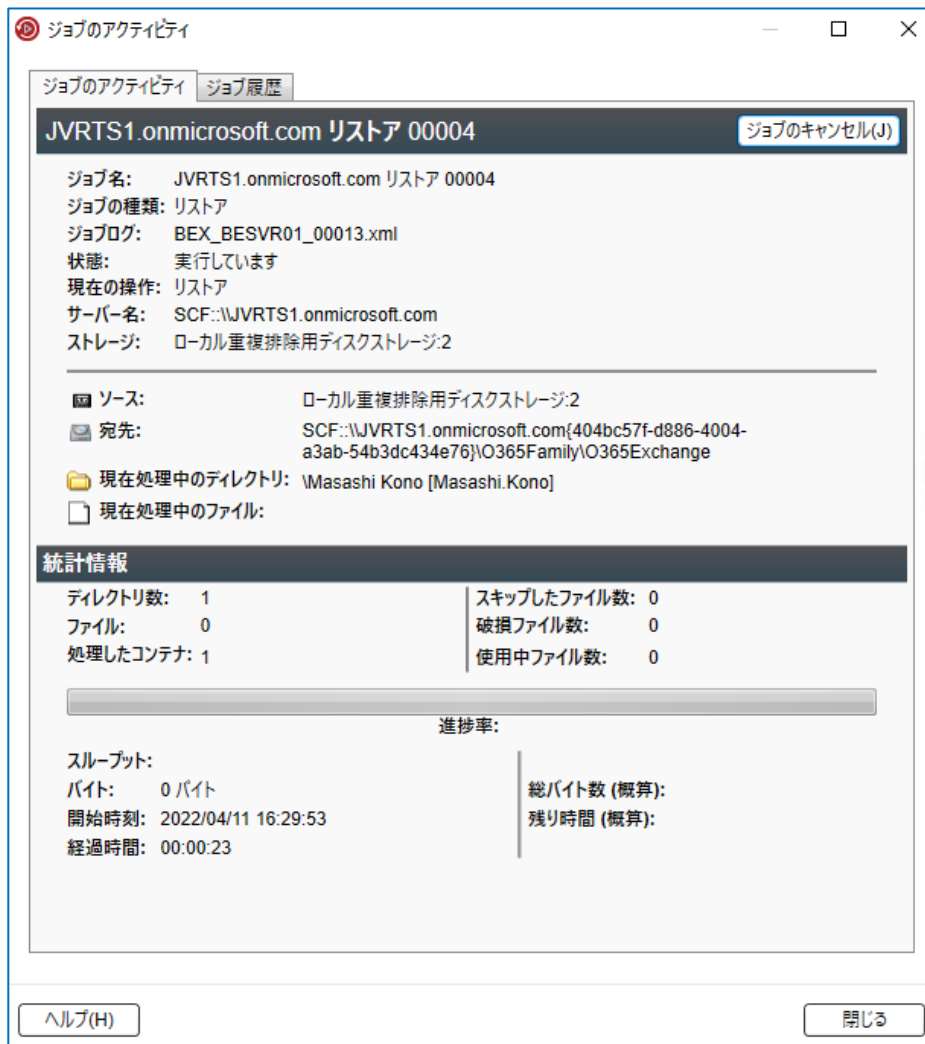 ジョブのアクティビティ
ジョブのアクティビティ ジョブ履歴
JVRTS1.onmicrosoft.com リストア 00004 ジョブのキャンセル(J)
ジョブ名: JVRTS1.onmicrosoft.com リストア 00004
ジョブの種類: リストア
ジョブログ: BEX_BESVR01_00013.xml
状態: 実行しています
現在の操作: リストア
サーバー名: SCF::\\JVRTS1.onmicrosoft.com
ストレージ: ローカル重複排除用ディスクストレージ:2
ソース: ローカル重複排除用ディスクストレージ:2
宛先: SCF::\\JVRTS1.onmicrosoft.com{404bc57f-d886-4004-
a3ab-54b3dc434e76}\O365Family\O365Exchange
現在処理中のディレクトリ: \Masashi Kono [Masashi.Kono]
現在処理中のファイル:
統計情報
ディレクトリ数: 1 スキップしたファイル数: 0
ファイル: 0 破損ファイル数: 0
処理したコンテナ: 1 使用中ファイル数: 0
進捗率:
スループット:
バイト: 0 バイト 総バイト数 (概算):
開始時刻: 2022/04/11 16:29:53 残り時間 (概算):
経過時間: 00:00:23
ヘルプ(H) 閉じる